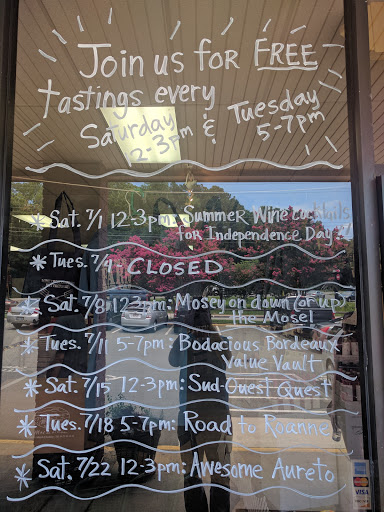 Join us for FREE
tastings every
Saturday & Tuesday
2-3pm 5-7pm
* Sat. 7/1 12-3pm: Summer Wine cocktails
for Independence Day
* Tues. 7/4 - CLOSED
* Sat. 7/8 12-3pm: Mosey on down (or up)
the Mosel
* Tues. 7/11 5-7pm: Bodacious Bordeaux
Value Vault
* Sat. 7/15 12-3pm: Sud-Ouest Quest
* Tues. 7/18 5-7pm: Road to Roanne
* Sat. 7/22 12-3pm: Awesome Aureto
VISA